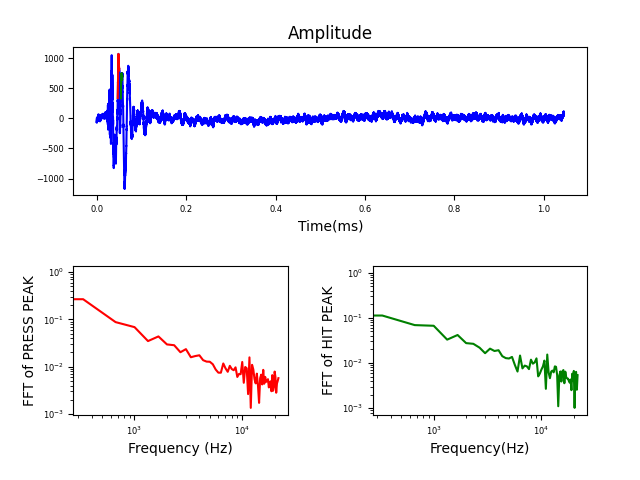 Amplitude
1000
500
0
−500
−1000
0.0 0.2 0.4 0.6 0.8 1.0
Time(ms)
FFT of PRESS PEAK
10⁰
10⁻¹
10⁻²
10⁻³
10³ 10⁴
Frequency (Hz)
FFT of HIT PEAK
10⁰
10⁻¹
10⁻²
10⁻³
10³ 10⁴
Frequency(Hz)